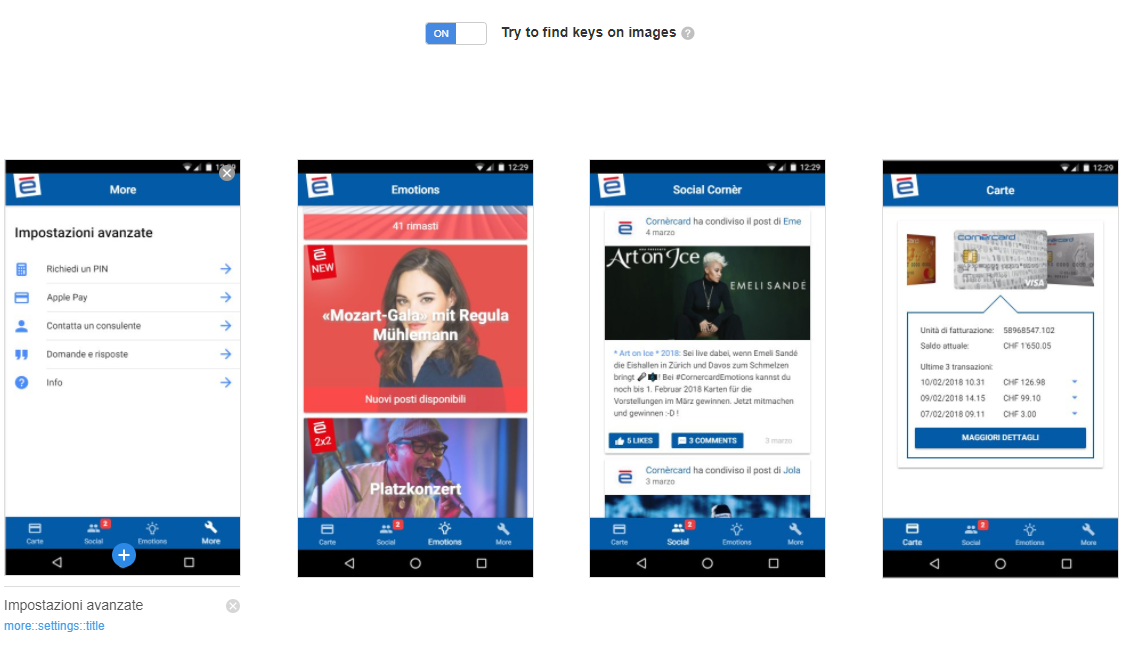 ON
Try to find keys on images ?
12:29
More
Impostazioni avanzate
Richiedi un PIN
Apple Pay
Contatta un consulente
Domande e risposte
Info
Carte
2
Social
Emotions
More
Impostazioni avanzate
more::settings::title
12:29
Emotions
41 rimasti
NEW
«Mozart-Gala» mit Regula
Mühlemann
Nuovi posti disponibili
2x2
Platzkonzert
Carte
2
Social
Emotions
More
12:29
Social Cornèr
Cornèrcard ha condiviso il post di Eme
4 marzo
Art on Ice
EMELI SANDÉ
* Art on Ice * 2018: Sei live dabei, wenn Emeli Sandé
die Eishallen in Zürich und Davos zum Schmelzen
bringt 🎤 ! Bei #CornercardEmotions kannst du
noch bis 1. Februar 2018 Karten für die
Vorstellungen im März gewinnen. Jetzt mitmachen
und gewinnen :-D !
5 LIKES
3 COMMENTS
3 marzo
Cornèrcard ha condiviso il post di Jola
3 marzo
Carte
2
Social
Emotions
More
12:29
Carte
cornèrcard
VISA
Unità di fatturazione: 58968547.102
Saldo attuale: CHF 1'650.05
Ultime 3 transazioni:
10/02/2018 10.31 CHF 126.98
09/02/2018 14.15 CHF 99.10
07/02/2018 09.11 CHF 3.00
MAGGIORI DETTAGLI
Carte
2
Social
Emotions
More